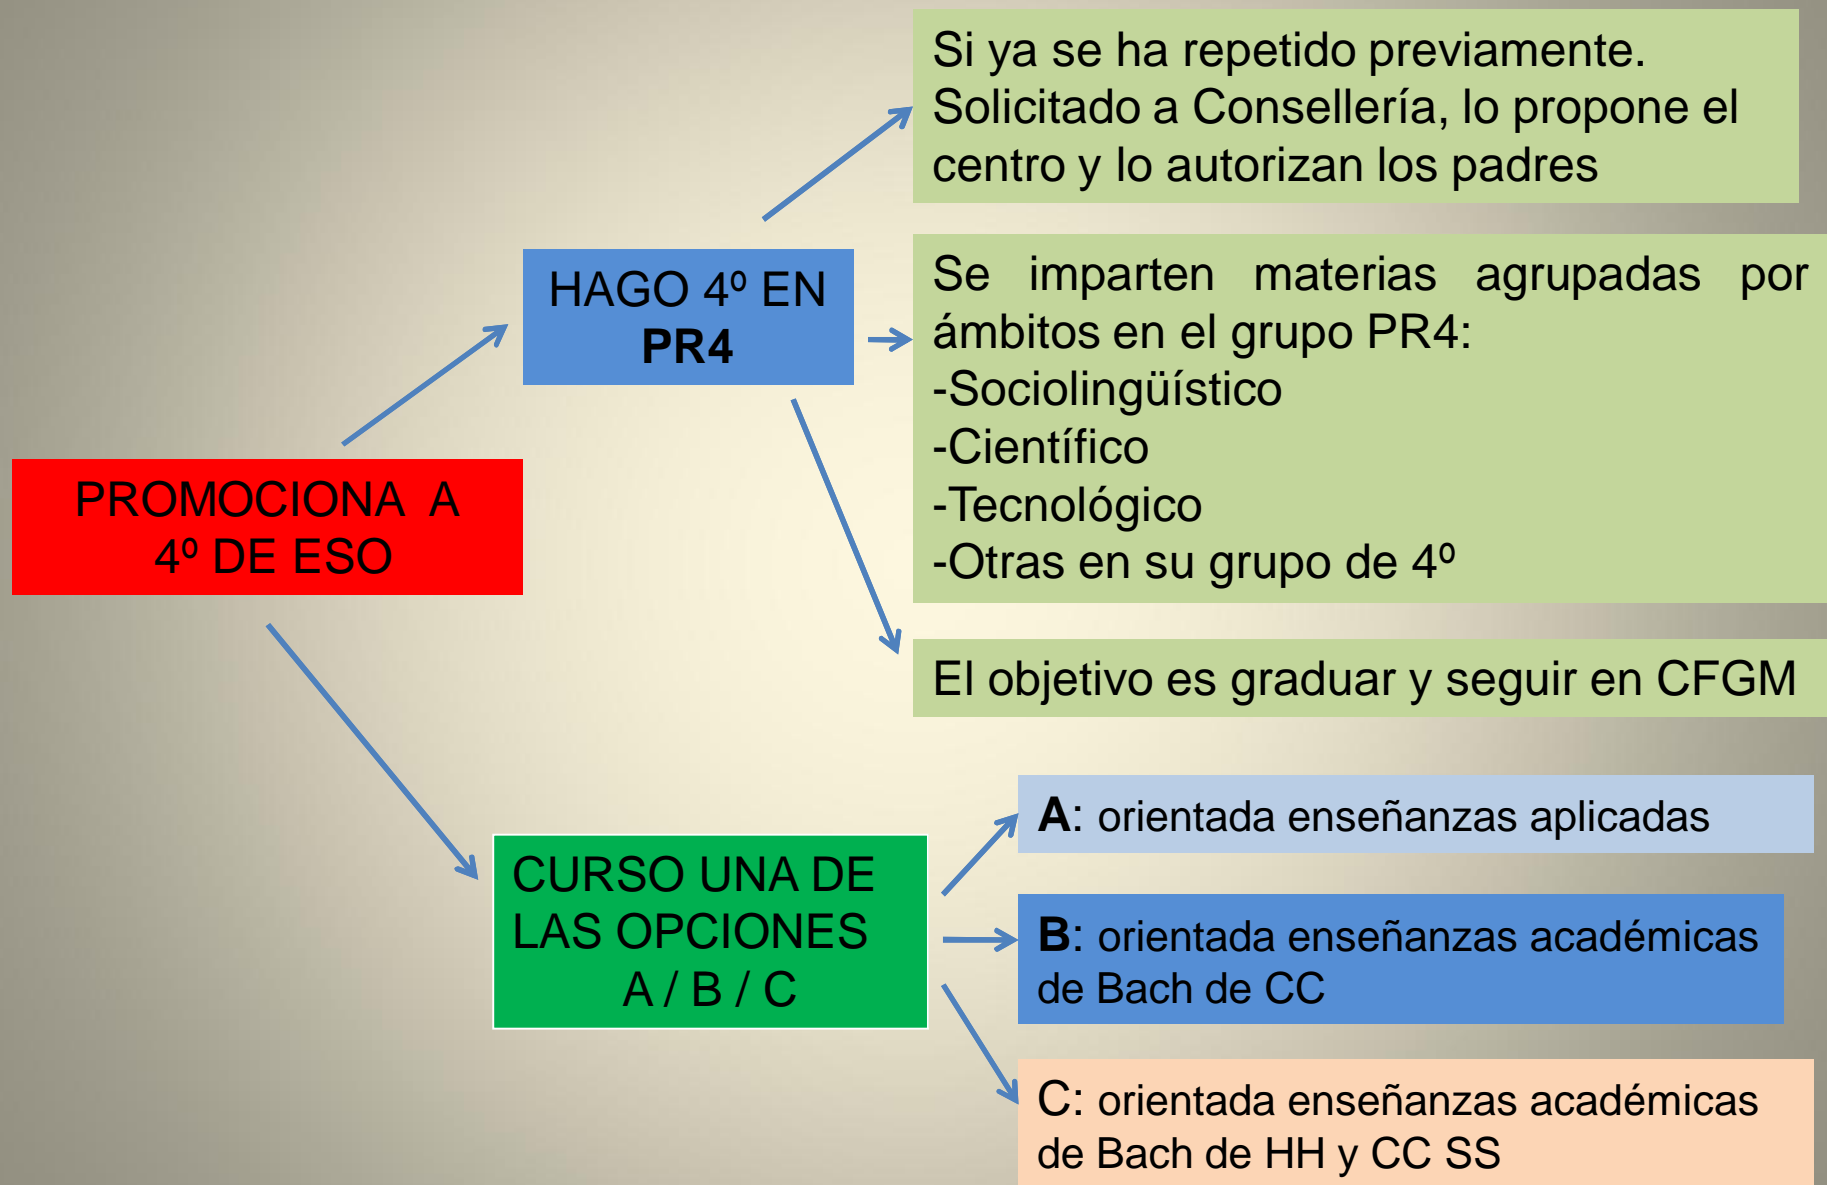 Si ya se ha repetido previamente.
Solicitado a Consellería, lo propone el
centro y lo autorizan los padres
HAGO 4º EN
PR4
Se imparten materias agrupadas por
ámbitos en el grupo PR4:
-Sociolingüístico
-Científico
-Tecnológico
-Otras en su grupo de 4º
PROMOCIONA A
4º DE ESO
El objetivo es graduar y seguir en CFGM
CURSO UNA DE
LAS OPCIONES
A / B / C
A: orientada enseñanzas aplicadas
B: orientada enseñanzas académicas
de Bach de CC
C: orientada enseñanzas académicas
de Bach de HH y CC SS